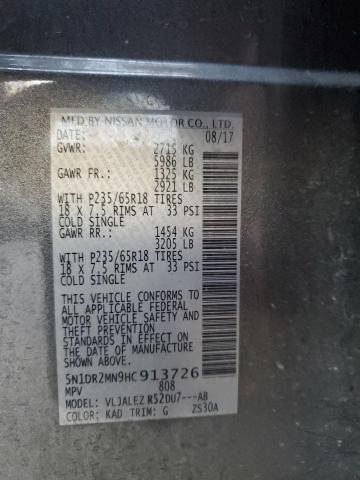 MFD BY NISSAN MOTOR CO., LTD.
DATE: 08/17
GVWR: 2715 KG
5986 LB
GAWR FR.: 1325 KG
2921 LB
WITH P235/65R18 TIRES
18 X 7.5 RIMS AT 33 PSI
COLD SINGLE
GAWR RR.: 1454 KG
3205 LB
WITH P235/65R18 TIRES
18 X 7.5 RIMS AT 33 PSI
COLD SINGLE
THIS VEHICLE CONFORMS TO
ALL APPLICABLE FEDERAL
MOTOR VEHICLE SAFETY AND
THEFT PREVENTION
STANDARDS IN EFFECT ON
THE DATE OF MANUFACTURE
SHOWN ABOVE.
5N1DR2MN9HC913726
MPV 808
MODEL: VLJALEZ R52DU7---AB
COLOR: KAD TRIM: G ZS30A